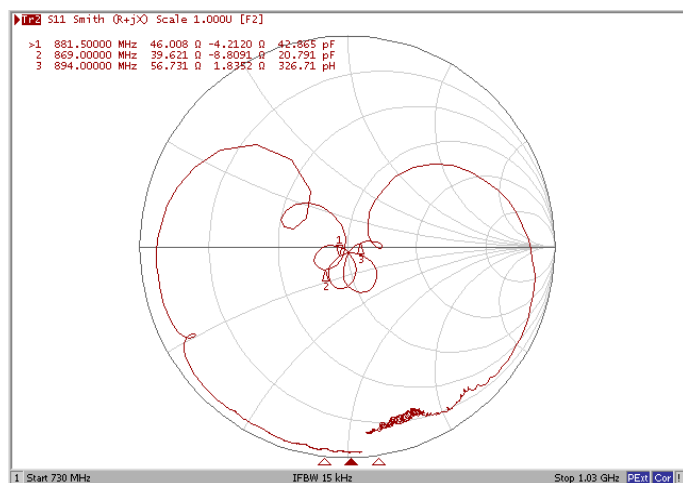 Tr2 S11 Smith (R+jX) Scale 1.000U [F2]
>1 881.50000 MHz 46.008 Ω -4.2120 Ω 42.865 pF
2 869.00000 MHz 39.621 Ω -8.8091 Ω 20.791 pF
3 894.00000 MHz 56.731 Ω 1.8352 Ω 326.71 pH
1
3
2
1 Start 730 MHz IFBW 15 kHz Stop 1.03 GHz PExt Cor !